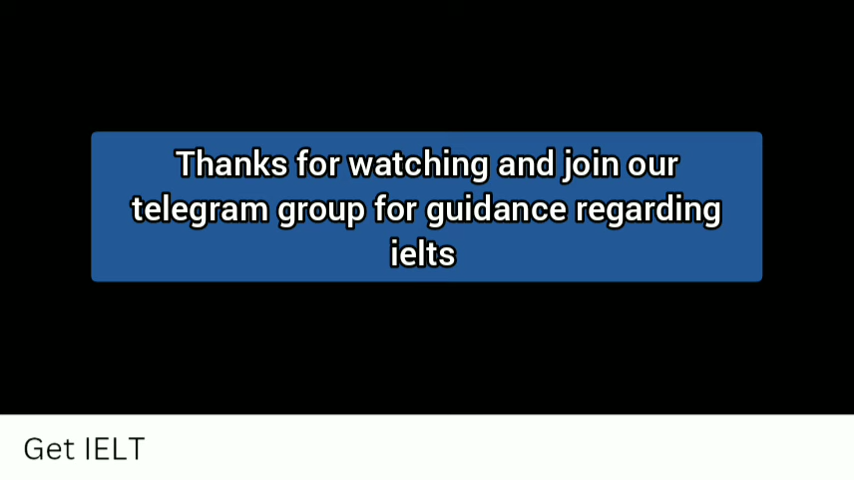 Thanks for watching and join our
telegram group for guidance regarding
ielts
Get IELT